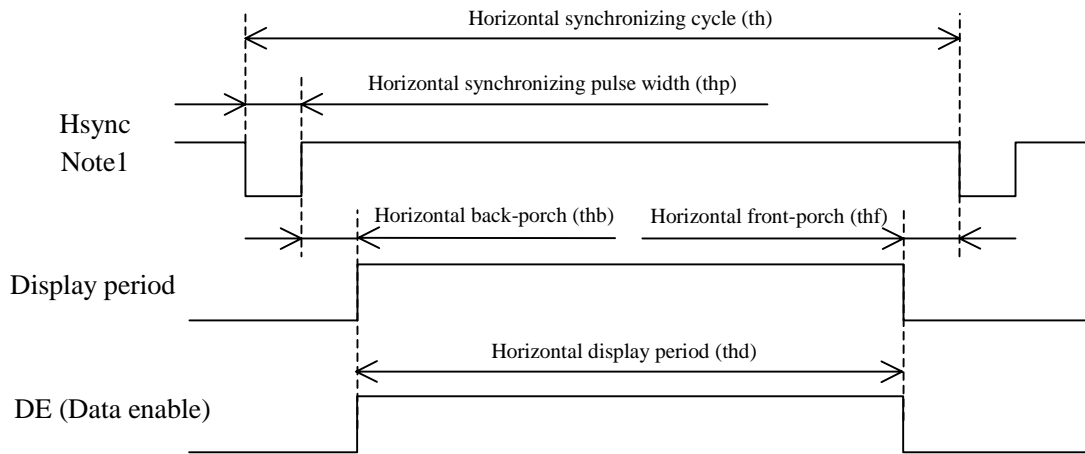 Horizontal synchronizing cycle (th)
Horizontal synchronizing pulse width (thp)
Hsync
Note1
Horizontal back-porch (thb)
Horizontal front-porch (thf)
Display period
Horizontal display period (thd)
DE (Data enable)